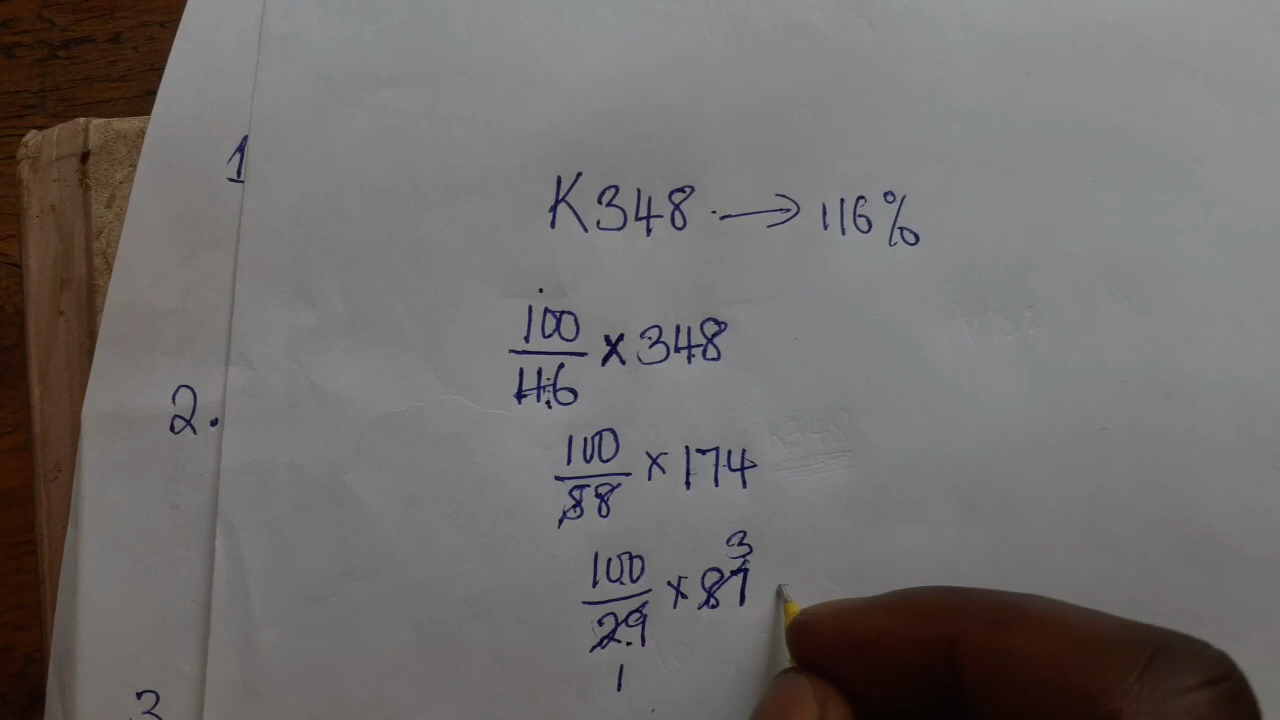 1
K348 → 116%
100/116 × 348
2.
100/58 × 174
3
100/29 × 87
1
3